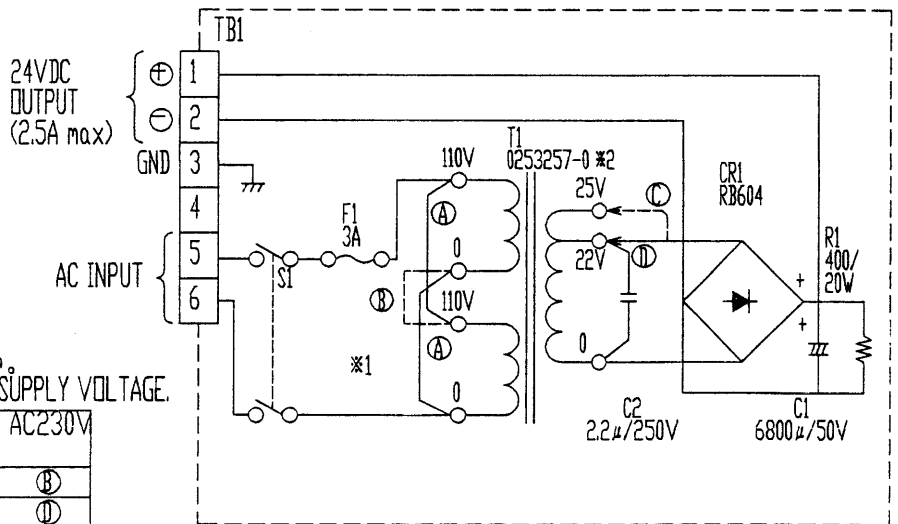 TB1
24VDC
OUTPUT
(2.5A max)
+
1
−
2
GND
3
4
AC INPUT
5
6
S1
F1
3A
110V
A
0
B
110V
A
0
※1
T1
0253257-0 ※2
25V
C
22V
D
0
CR1
RB604
R1
400/
20W
+
+
C2
2.2μ/250V
C1
6800μ/50V
SUPPLY VOLTAGE.
AC230V
B
D